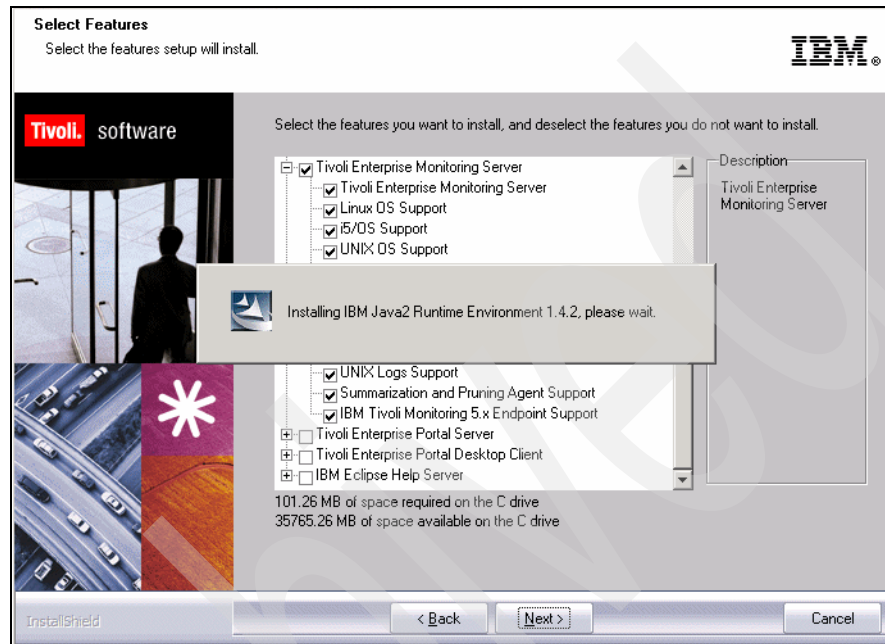 Select Features
Select the features setup will install.
IBM®
Tivoli. software
Select the features you want to install, and deselect the features you do not want to install.
Tivoli Enterprise Monitoring Server
Tivoli Enterprise Monitoring Server
Linux OS Support
i5/OS Support
UNIX OS Support
Description
Tivoli Enterprise
Monitoring Server
Installing IBM Java2 Runtime Environment 1.4.2, please wait.
UNIX Logs Support
Summarization and Pruning Agent Support
IBM Tivoli Monitoring 5.x Endpoint Support
Tivoli Enterprise Portal Server
Tivoli Enterprise Portal Desktop Client
IBM Eclipse Help Server
101.26 MB of space required on the C drive
35765.26 MB of space available on the C drive
InstallShield
< Back
Next >
Cancel